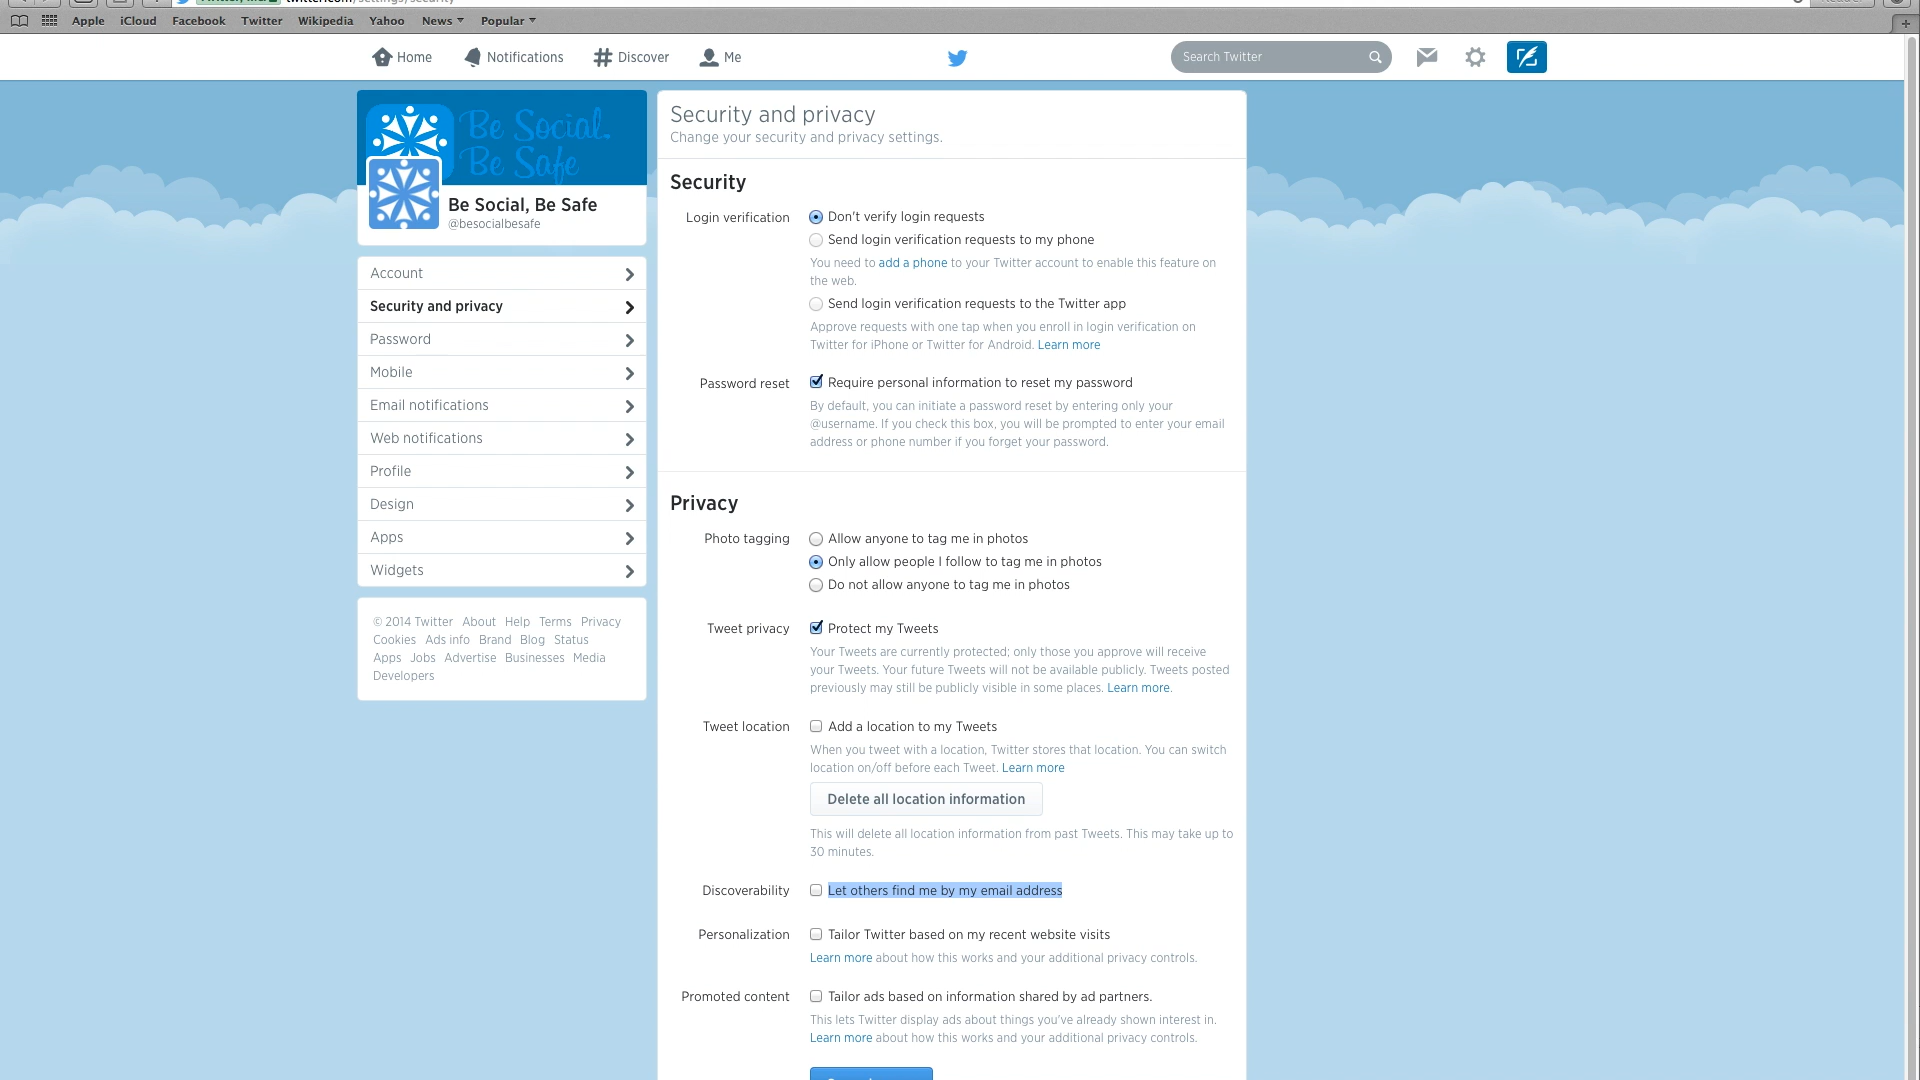 twitter.com/settings/security
Reader
Apple iCloud Facebook Twitter Wikipedia Yahoo News Popular
Home Notifications Discover Me Search Twitter
Be Social.
Be Safe
Be Social, Be Safe
@besocialbesafe
Account
Security and privacy
Password
Mobile
Email notifications
Web notifications
Profile
Design
Apps
Widgets
© 2014 Twitter About Help Terms Privacy
Cookies Ads info Brand Blog Status
Apps Jobs Advertise Businesses Media
Developers
Security and privacy
Change your security and privacy settings.
Security
Login verification Don't verify login requests
Send login verification requests to my phone
You need to add a phone to your Twitter account to enable this feature on
the web.
Send login verification requests to the Twitter app
Approve requests with one tap when you enroll in login verification on
Twitter for iPhone or Twitter for Android. Learn more
Password reset Require personal information to reset my password
By default, you can initiate a password reset by entering only your
@username. If you check this box, you will be prompted to enter your email
address or phone number if you forget your password.
Privacy
Photo tagging Allow anyone to tag me in photos
Only allow people I follow to tag me in photos
Do not allow anyone to tag me in photos
Tweet privacy Protect my Tweets
Your Tweets are currently protected; only those you approve will receive
your Tweets. Your future Tweets will not be available publicly. Tweets posted
previously may still be publicly visible in some places. Learn more.
Tweet location Add a location to my Tweets
When you tweet with a location, Twitter stores that location. You can switch
location on/off before each Tweet. Learn more
Delete all location information
This will delete all location information from past Tweets. This may take up to
30 minutes.
Discoverability Let others find me by my email address
Personalization Tailor Twitter based on my recent website visits
Learn more about how this works and your additional privacy controls.
Promoted content Tailor ads based on information shared by ad partners.
This lets Twitter display ads about things you've already shown interest in.
Learn more about how this works and your additional privacy controls.